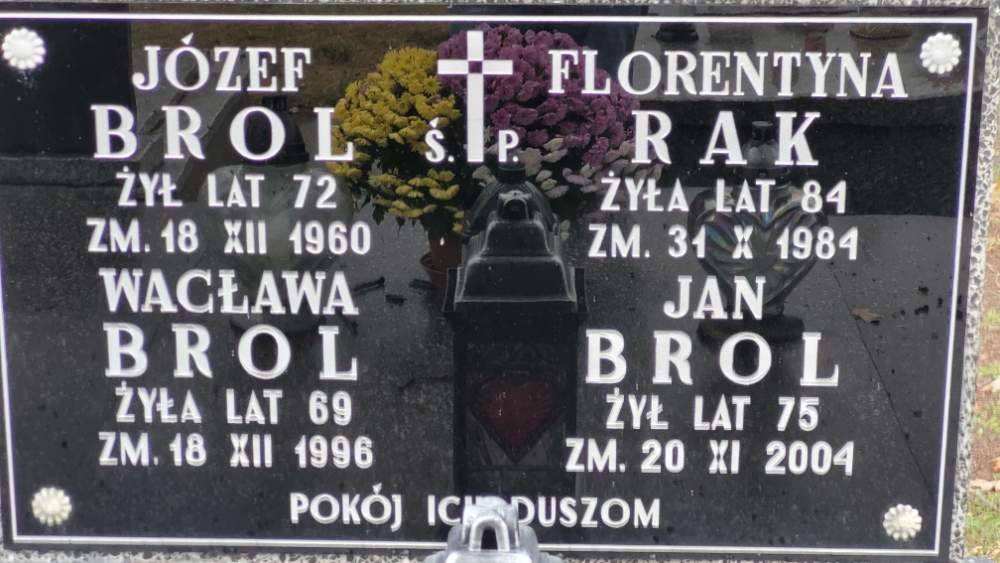 JÓZEF
BROL
ŻYŁ LAT 72
ZM. 18 XII 1960
Ś. P.
FLORENTYNA
RAK
ŻYŁA LAT 84
ZM. 31 X 1984
WACŁAWA
BROL
ŻYŁA LAT 69
ZM. 18 XII 1996
JAN
BROL
ŻYŁ LAT 75
ZM. 20 XI 2004
POKÓJ ICH DUSZOM